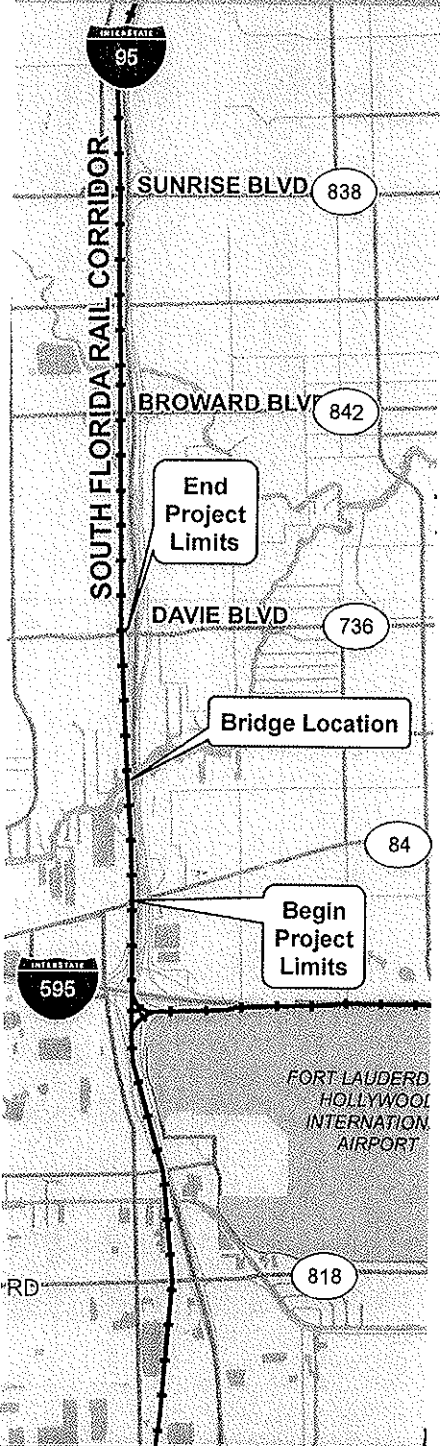 INTERSTATE
95
SOUTH FLORIDA RAIL CORRIDOR
SUNRISE BLVD
838
BROWARD BLV
842
End
Project
Limits
DAVIE BLVD
736
Bridge Location
84
Begin
Project
Limits
INTERSTATE
595
FORT LAUDERD
HOLLYWOOD
INTERNATION
AIRPORT
818
RD